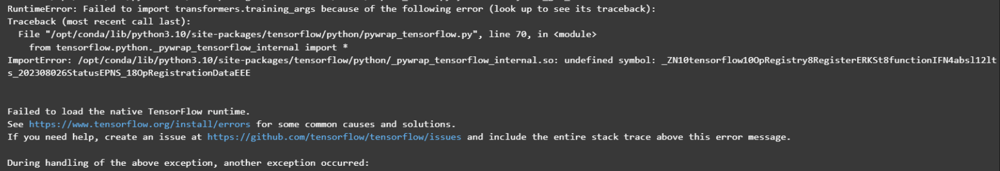 RuntimeError: Failed to import transformers.training_args because of the following error (look up to see its traceback):
Traceback (most recent call last):
  File "/opt/conda/lib/python3.10/site-packages/tensorflow/python/pywrap_tensorflow.py", line 70, in <module>
    from tensorflow.python._pywrap_tensorflow_internal import *
ImportError: /opt/conda/lib/python3.10/site-packages/tensorflow/python/_pywrap_tensorflow_internal.so: undefined symbol: _ZN10tensorflow10OpRegistry8RegisterERKSt8functionIFN4absl12lt
s_202308026StatusEPNS_18OpRegistrationDataEEE
Failed to load the native TensorFlow runtime.
See https://www.tensorflow.org/install/errors for some common causes and solutions.
If you need help, create an issue at https://github.com/tensorflow/tensorflow/issues and include the entire stack trace above this error message.
During handling of the above exception, another exception occurred: